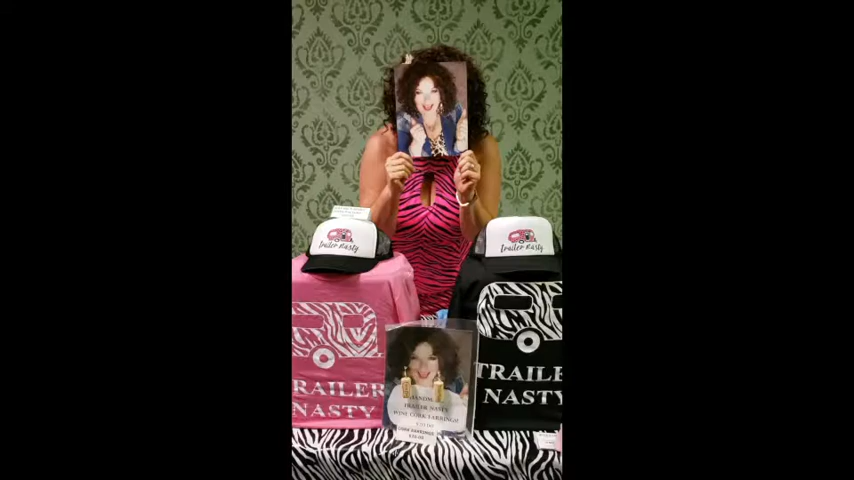 Trailer Nasty
Trailer Nasty
TRAILER
NASTY
TRAILER
NASTY
TRAILER NASTY
WINE CORK EARRINGS